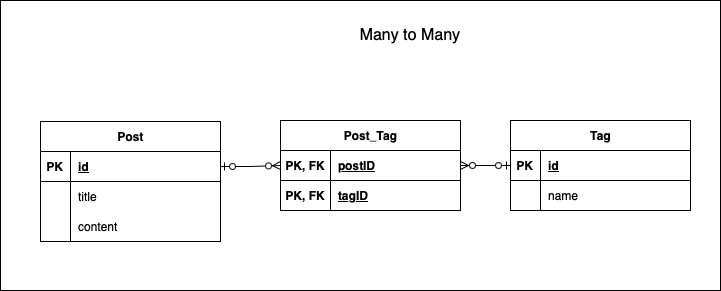 Many to Many
Post
PK id
title
content
Post_Tag
PK, FK postID
PK, FK tagID
Tag
PK id
name